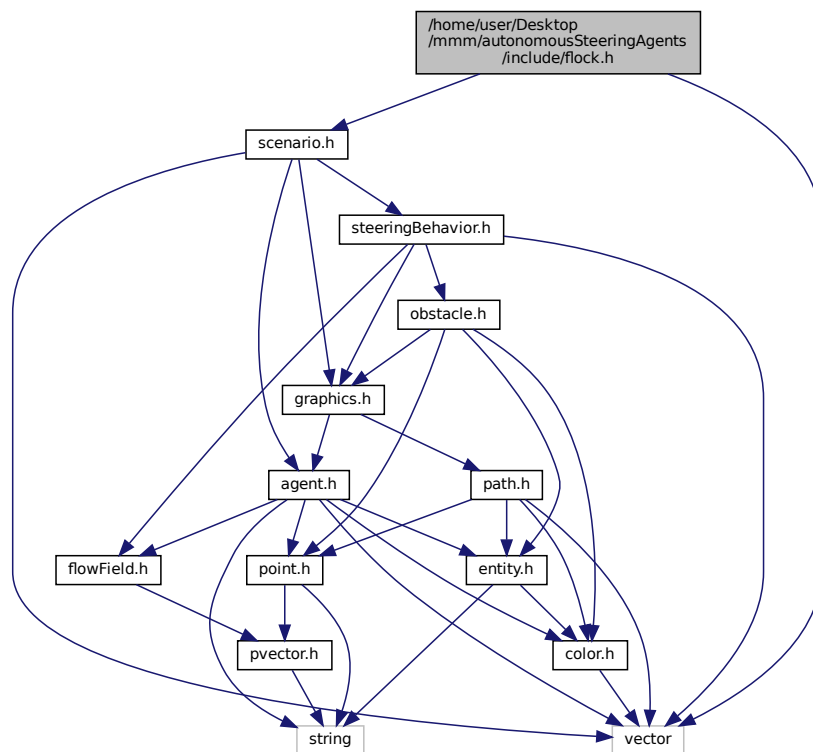 /home/user/Desktop
/mmm/autonomousSteeringAgents
/include/flock.h
scenario.h
steeringBehavior.h
obstacle.h
graphics.h
agent.h
path.h
flowField.h
point.h
entity.h
pvector.h
color.h
string
vector